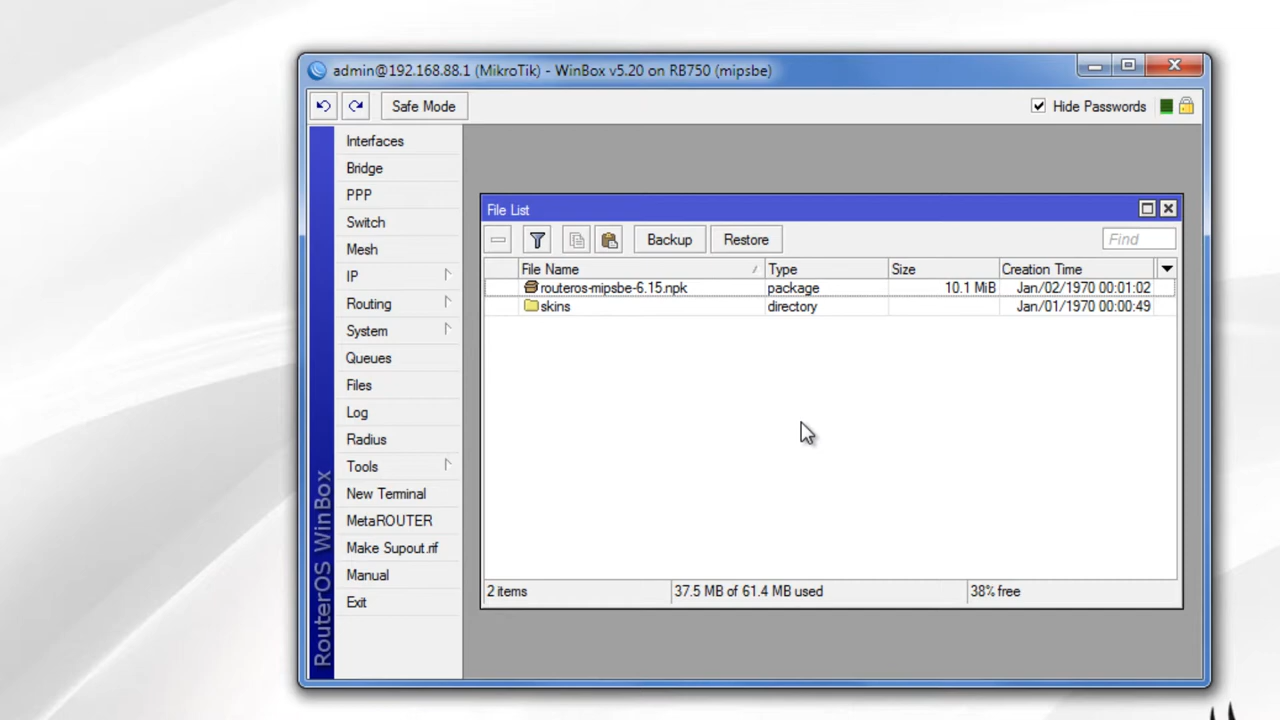 admin@192.168.88.1 (MikroTik) - WinBox v5.20 on RB750 (mipsbe)
Safe Mode
Hide Passwords
RouterOS WinBox
Interfaces
Bridge
PPP
Switch
Mesh
IP
Routing
System
Queues
Files
Log
Radius
Tools
New Terminal
MetaROUTER
Make Supout.rif
Manual
Exit
File List
Backup Restore Find
File Name Type Size Creation Time
routeros-mipsbe-6.15.npk package 10.1 MiB Jan/02/1970 00:01:02
skins directory Jan/01/1970 00:00:49
2 items 37.5 MB of 61.4 MB used 38% free